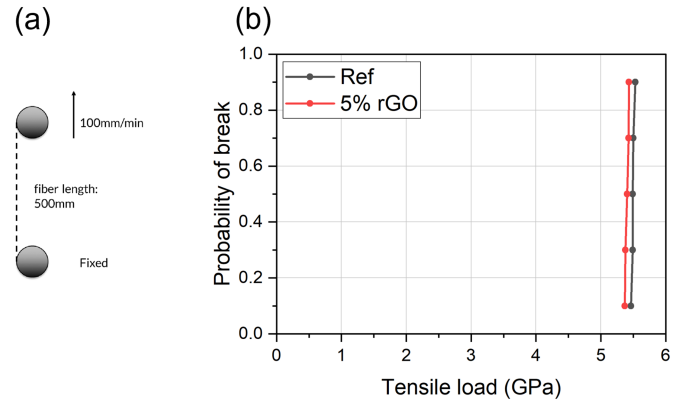 (a)
100mm/min
fiber length:
500mm
Fixed
(b)
Ref
5% rGO
Probability of break
1.0
0.8
0.6
0.4
0.2
0.0
0 1 2 3 4 5 6
Tensile load (GPa)